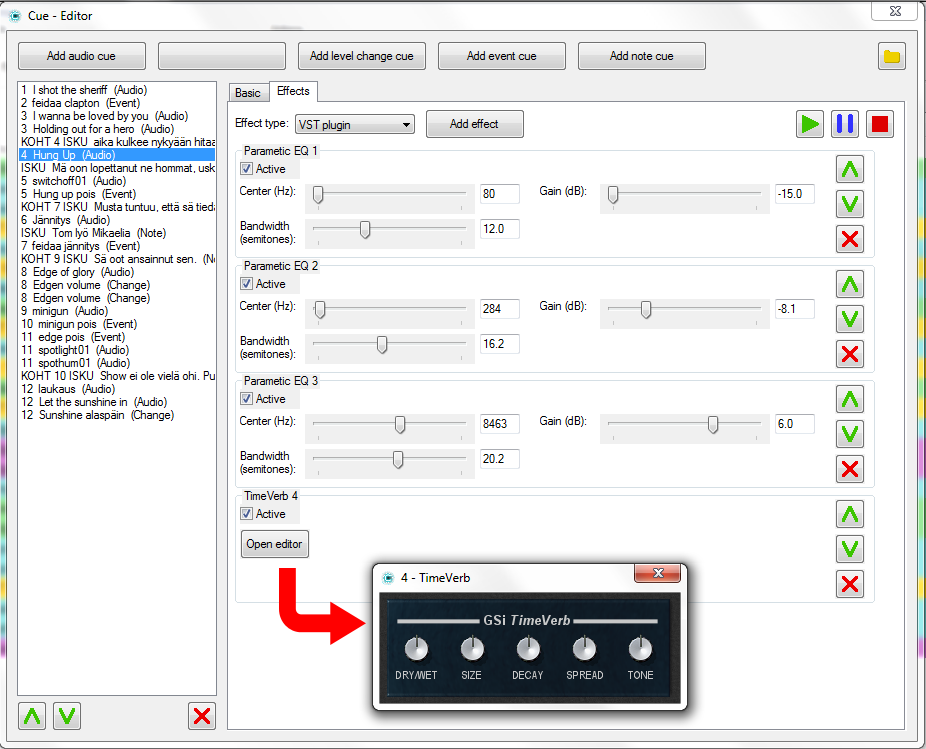 Cue - Editor
Add audio cue
Add level change cue
Add event cue
Add note cue
1 I shot the sheriff (Audio)
2 feidaa clapton (Event)
3 I wanna be loved by you (Audio)
3 Holding out for a hero (Audio)
KOHT 4 ISKU aika kulkee nykyään hitaa
4 Hung Up (Audio)
ISKU Mä oon lopettanut ne hommat, usk
5 switchoff01 (Audio)
5 Hung up pois (Event)
KOHT 7 ISKU Musta tuntuu, että sä tied
6 Jännitys (Audio)
ISKU Tom lyö Mikaelia (Note)
7 feidaa jännitys (Event)
KOHT 9 ISKU Sä oot ansainnut sen. (No
8 Edge of glory (Audio)
8 Edgen volume (Change)
8 Edgen volume (Change)
9 minigun (Audio)
10 minigun pois (Event)
11 edge pois (Event)
11 spotlight01 (Audio)
11 spothum01 (Audio)
KOHT 10 ISKU Show ei ole vielä ohi. Pu
12 laukaus (Audio)
12 Let the sunshine in (Audio)
12 Sunshine alaspäin (Change)
Basic
Effects
Effect type:
VST plugin
Add effect
Parametic EQ 1
Active
Center (Hz):
80
Gain (dB):
-15.0
Bandwidth
(semitones):
12.0
Parametic EQ 2
Active
Center (Hz):
284
Gain (dB):
-8.1
Bandwidth
(semitones):
16.2
Parametic EQ 3
Active
Center (Hz):
8463
Gain (dB):
6.0
Bandwidth
(semitones):
20.2
TimeVerb 4
Active
Open editor
4 - TimeVerb
GSi TimeVerb
DRY/WET
SIZE
DECAY
SPREAD
TONE